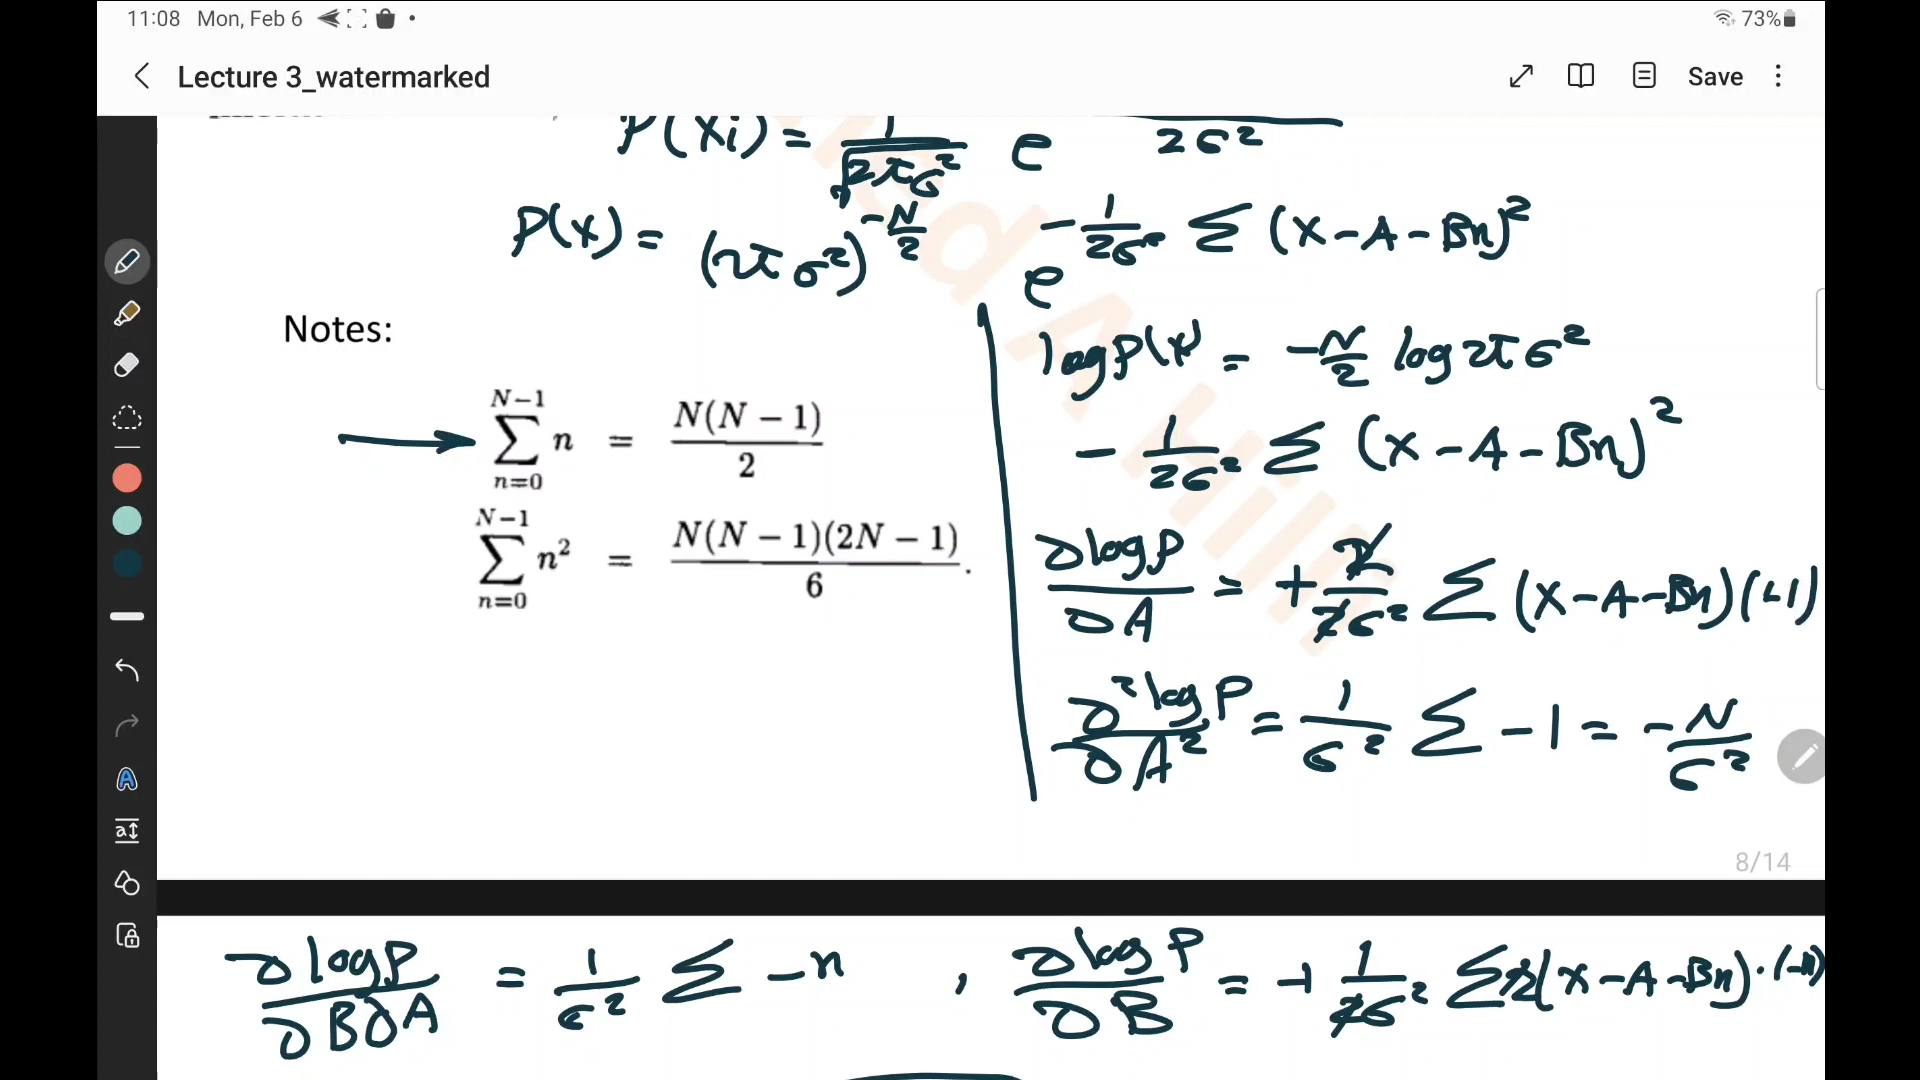 11:08 Mon, Feb 6 73%
Lecture 3_watermarked Save
P(xi) = 1/√(2πσ²) e 2σ²
P(x) = (2πσ²)^(-N/2) e^(-1/2σ² Σ (x-A-Bn)²)
Notes:
Σ_{n=0}^{N-1} n = N(N-1)/2
Σ_{n=0}^{N-1} n² = N(N-1)(2N-1)/6.
log P(x) = -N/2 log 2πσ²
- 1/2σ² Σ (x-A-Bn)²
∂log P/∂A = +2/2σ² Σ (x-A-Bn)(+1)
∂²log P/∂A² = 1/σ² Σ -1 = -N/σ²
8/14
∂log P/∂B∂A = 1/σ² Σ -n , ∂log P/∂B = + 1/2σ² Σ 2(x-A-Bn)·(-n)